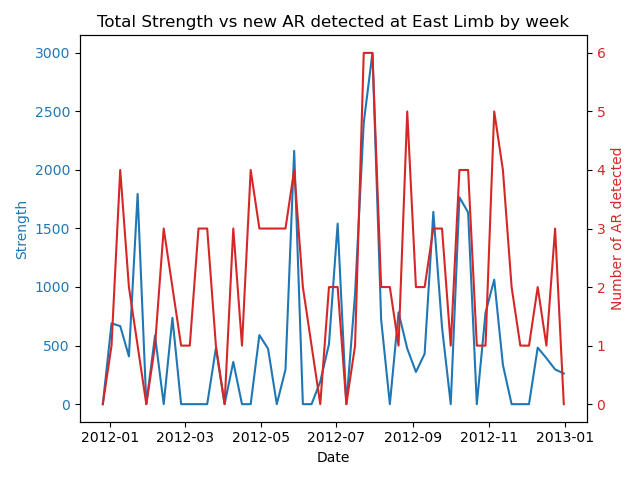 Total Strength vs new AR detected at East Limb by week
3000
2500
2000
1500
1000
500
0
Strength
6
5
4
3
2
1
0
Number of AR detected
2012-01 2012-03 2012-05 2012-07 2012-09 2012-11 2013-01
Date